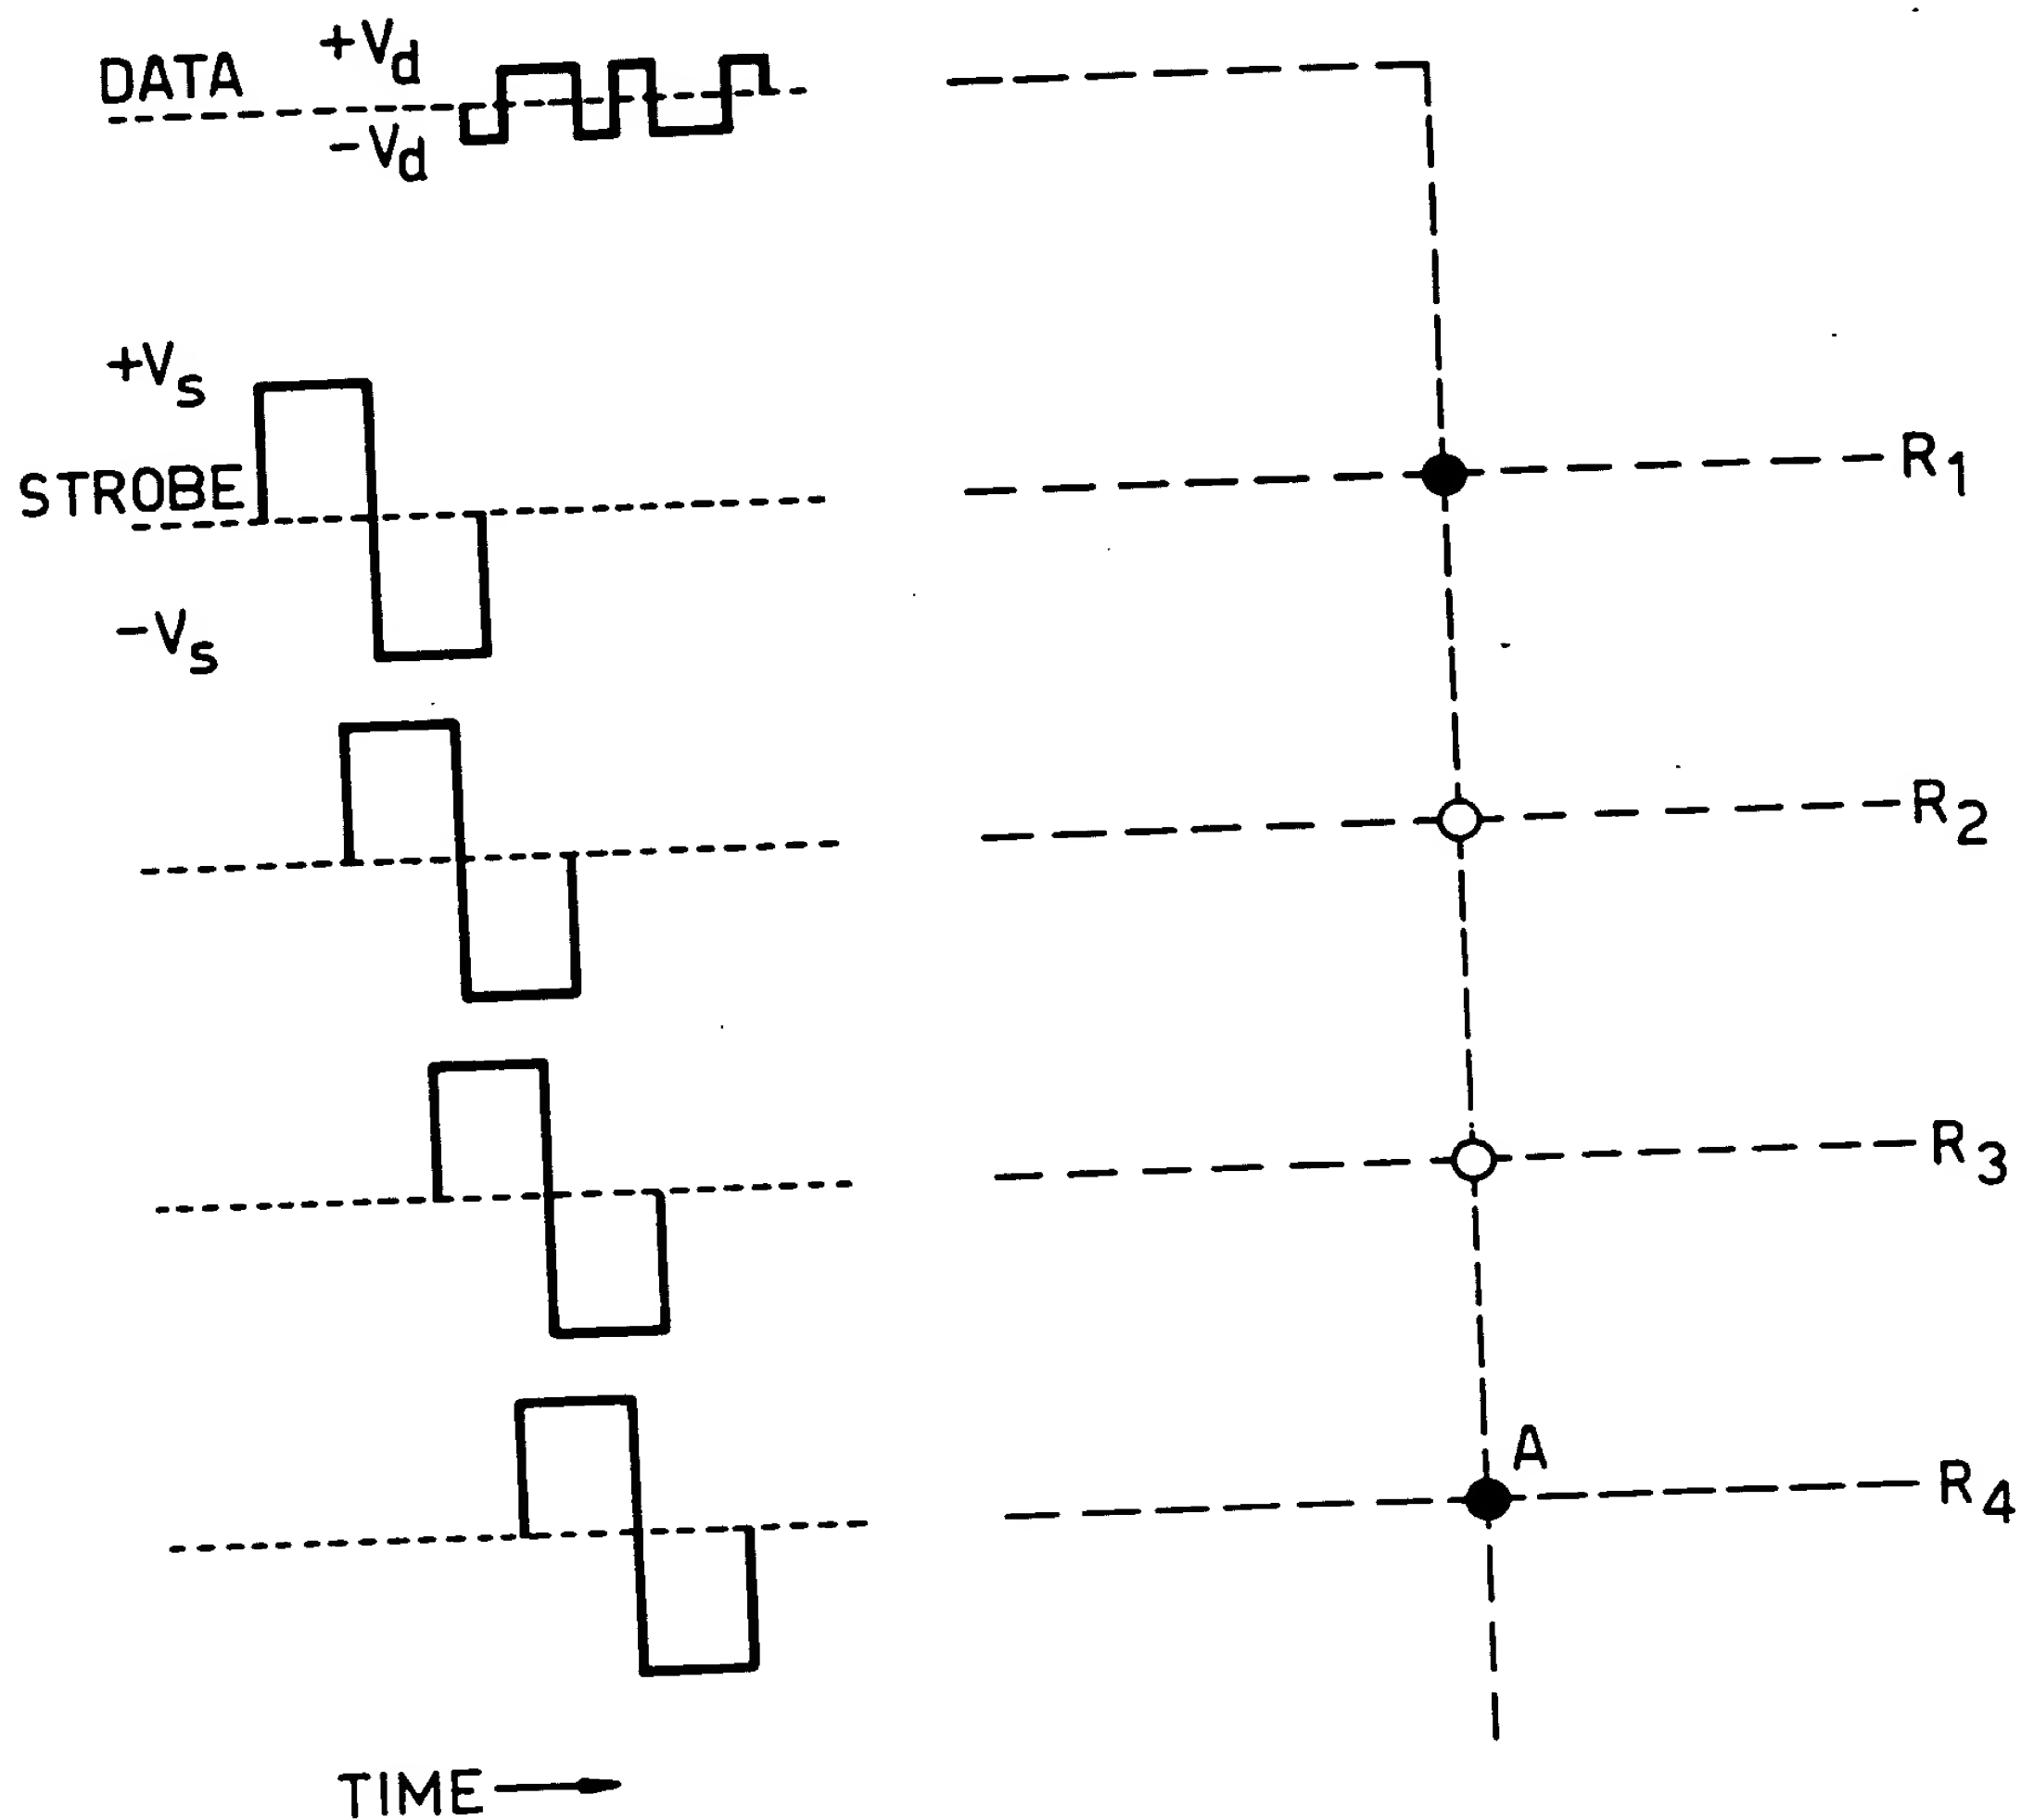 +Vd
DATA
-Vd
+Vs
STROBE
R1
-Vs
R2
R3
A
R4
TIME